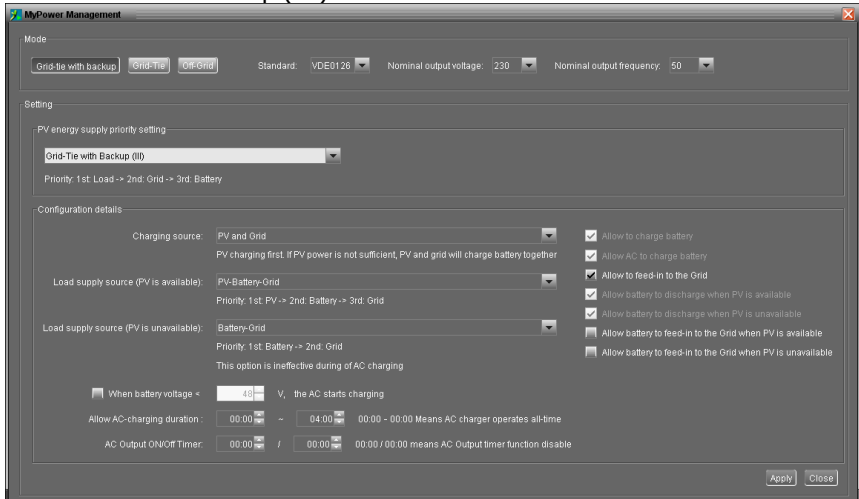 MyPower Management
Mode
Grid-tie with backup Grid-Tie Off-Grid Standard: VDE0126 Nominal output voltage: 230 Nominal output frequency: 50
Setting
PV energy supply priority setting
Grid-Tie with Backup (III)
Priority: 1st: Load -> 2nd: Grid -> 3rd: Battery
Configuration details
Charging source: PV and Grid
PV charging first. If PV power is not sufficient, PV and grid will charge battery together
Load supply source (PV is available): PV-Battery-Grid
Priority: 1st: PV -> 2nd: Battery -> 3rd: Grid
Load supply source (PV is unavailable): Battery-Grid
Priority: 1st: Battery -> 2nd: Grid
This option is ineffective during of AC charging
When battery voltage < 48 V, the AC starts charging
Allow AC-charging duration : 00:00 ~ 04:00 00:00 - 00:00 Means AC charger operates all-time
AC Output ON/Off Timer: 00:00 / 00:00 00:00 / 00:00 means AC Output timer function disable
Allow to charge battery
Allow AC to charge battery
Allow to feed-in to the Grid
Allow battery to discharge when PV is available
Allow battery to discharge when PV is unavailable
Allow battery to feed-in to the Grid when PV is available
Allow battery to feed-in to the Grid when PV is unavailable
Apply Close